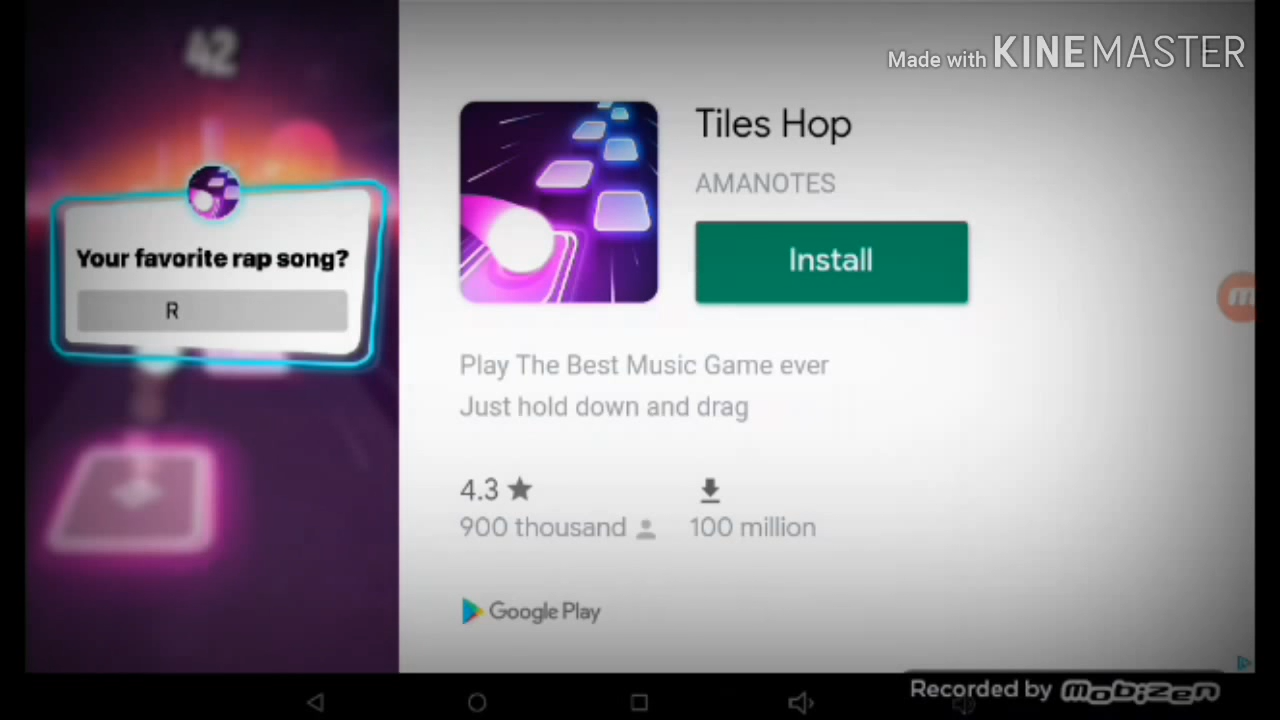 42
Your favorite rap song?
R
Made with KINEMASTER
Tiles Hop
AMANOTES
Install
Play The Best Music Game ever
Just hold down and drag
4.3
900 thousand
100 million
Google Play
Recorded by mobizen